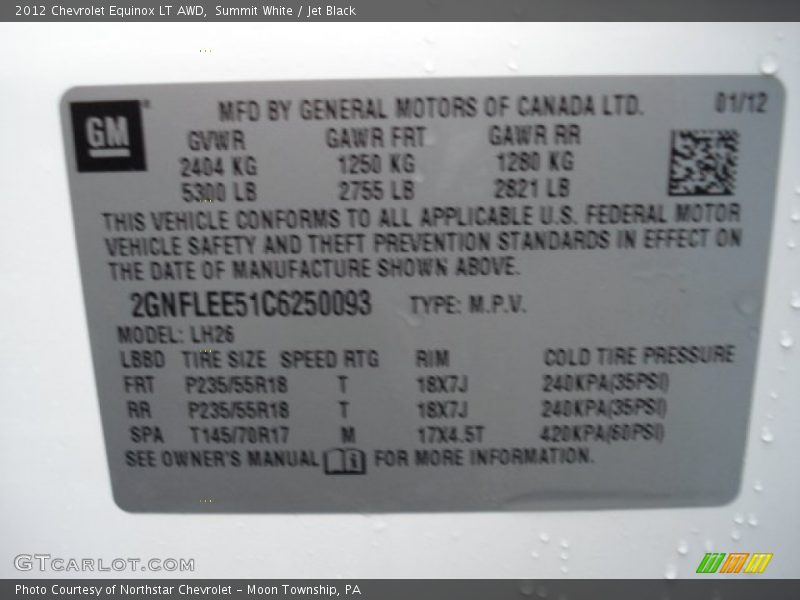 2012 Chevrolet Equinox LT AWD, Summit White / Jet Black
GM
MFD BY GENERAL MOTORS OF CANADA LTD. 01/12
GVWR GAWR FRT GAWR RR
2404 KG 1250 KG 1280 KG
5300 LB 2755 LB 2821 LB
THIS VEHICLE CONFORMS TO ALL APPLICABLE U.S. FEDERAL MOTOR
VEHICLE SAFETY AND THEFT PREVENTION STANDARDS IN EFFECT ON
THE DATE OF MANUFACTURE SHOWN ABOVE.
2GNFLEE51C6250093 TYPE: M.P.V.
MODEL: LH26
LBBD TIRE SIZE SPEED RTG RIM COLD TIRE PRESSURE
FRT P235/55R18 T 18X7J 240KPA(35PSI)
RR P235/55R18 T 18X7J 240KPA(35PSI)
SPA T145/70R17 M 17X4.5T 420KPA(60PSI)
SEE OWNER'S MANUAL FOR MORE INFORMATION.
GTcarlot.com
Photo Courtesy of Northstar Chevrolet - Moon Township, PA